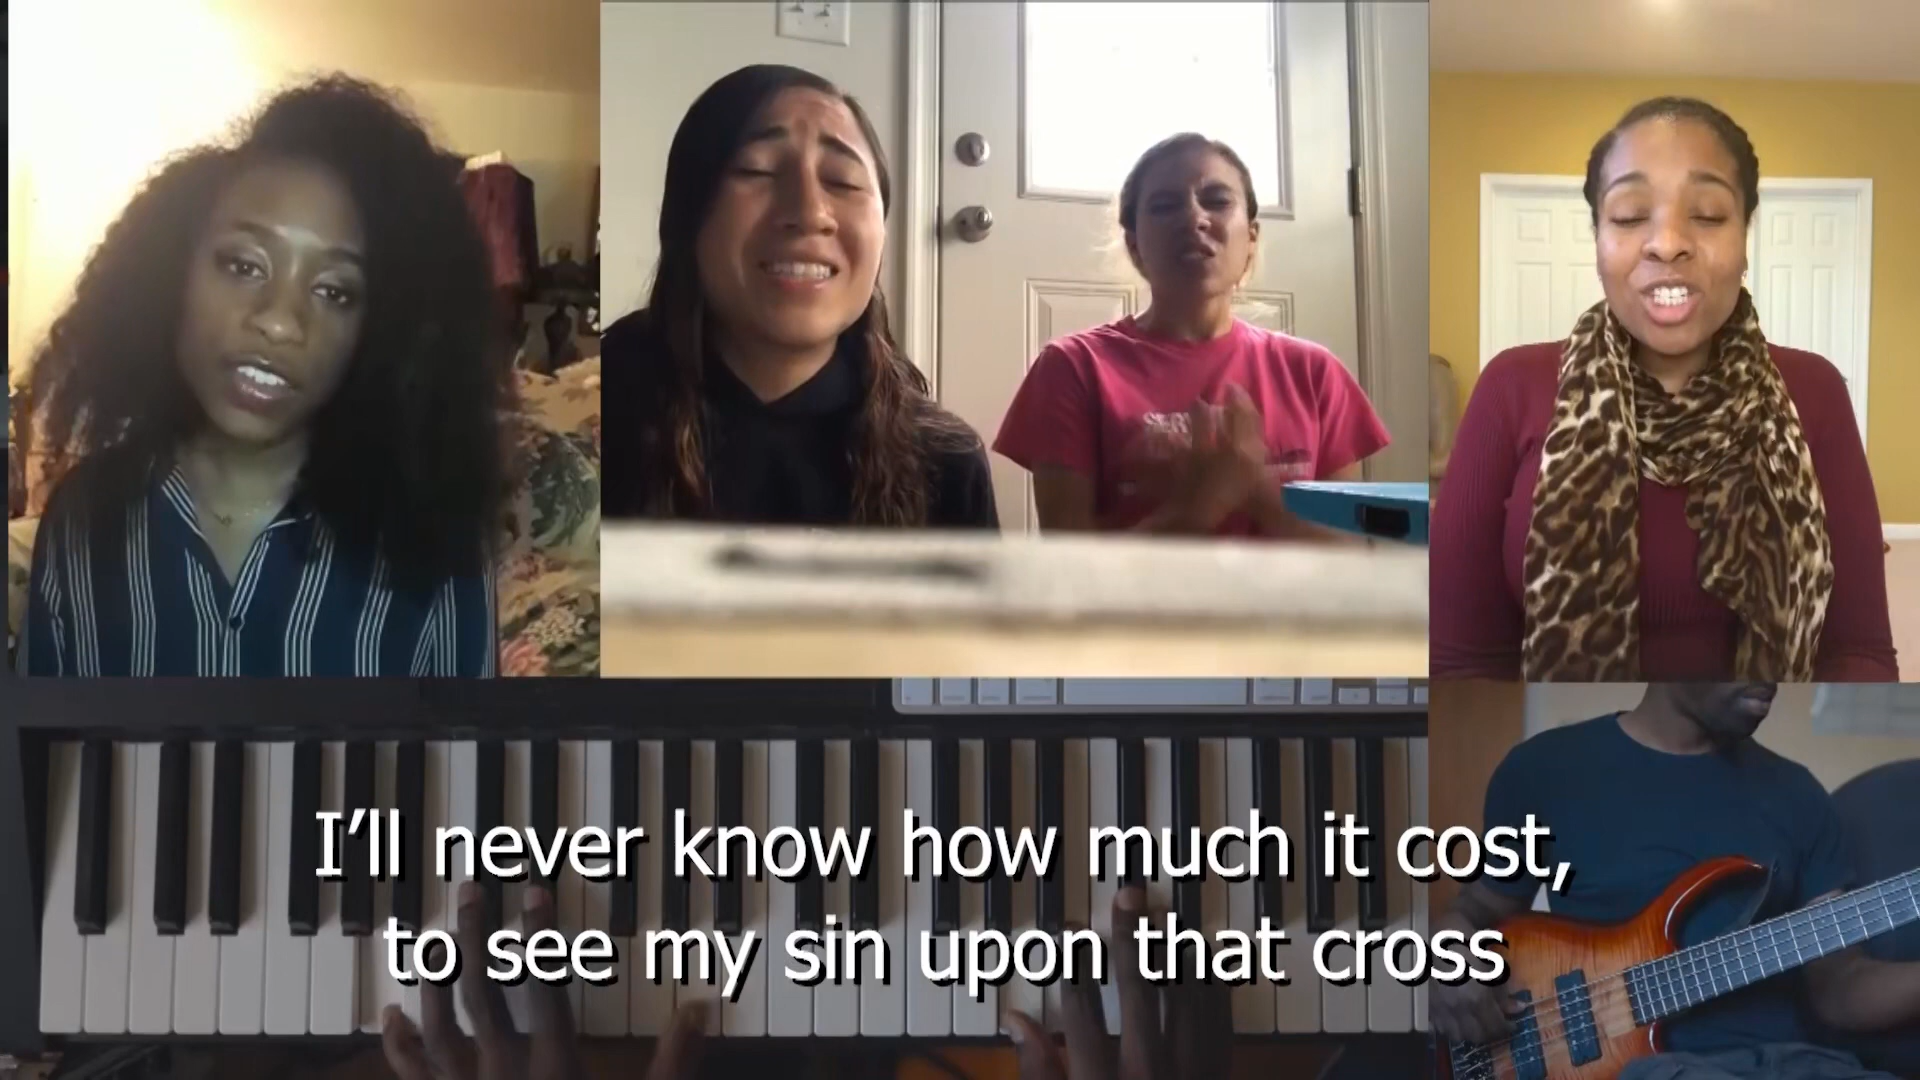 I'll never know how much it cost,
to see my sin upon that cross